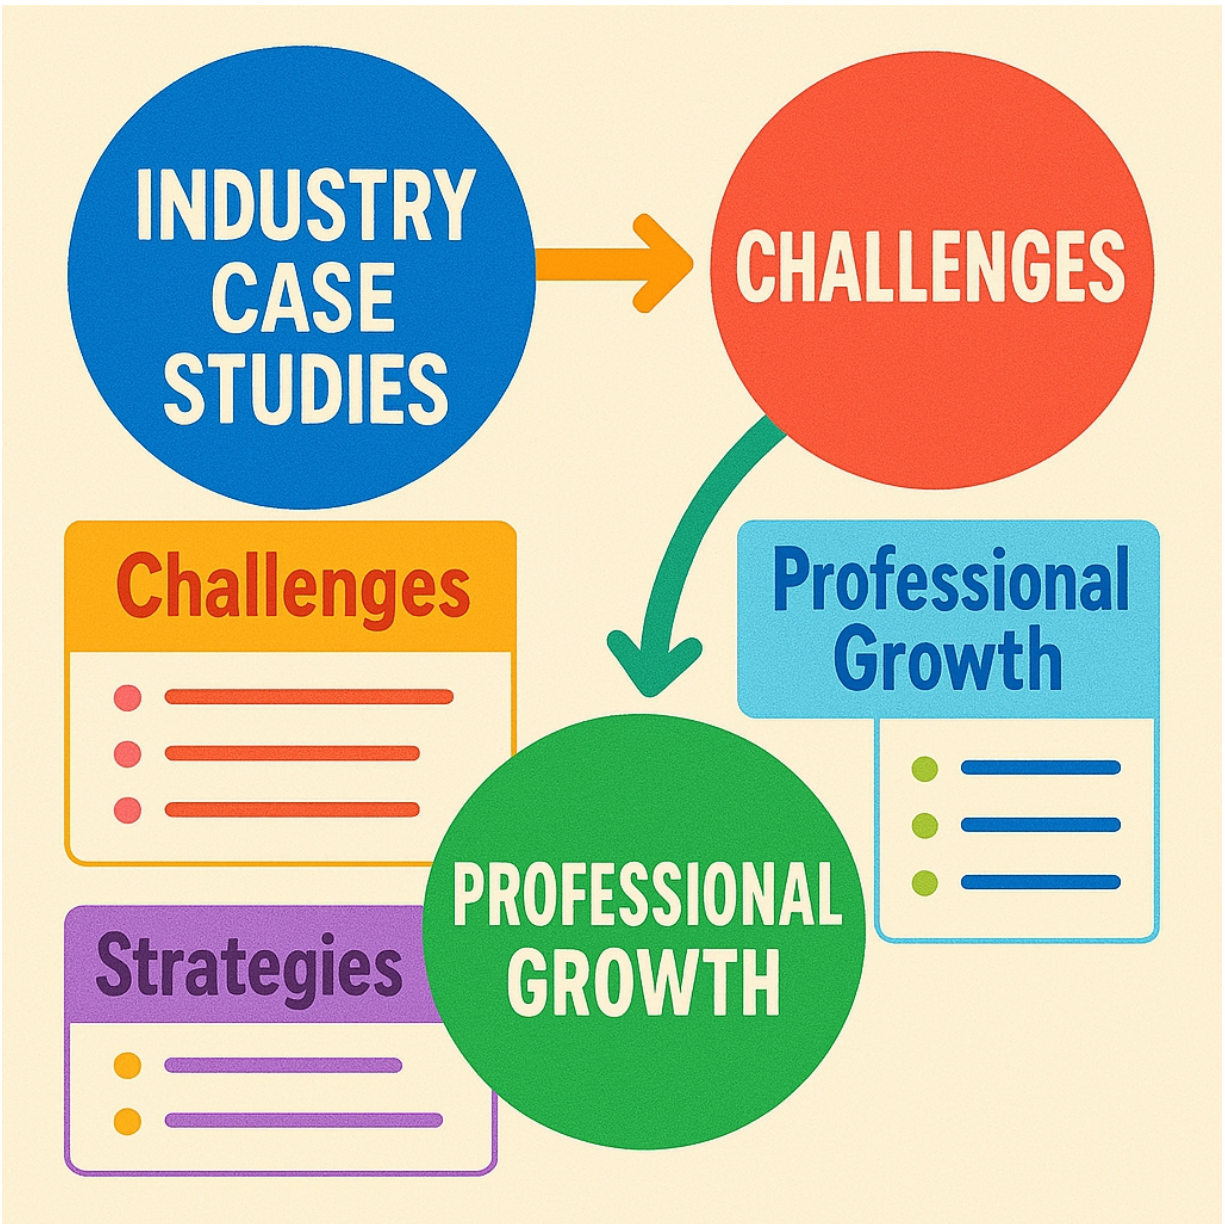 INDUSTRY
CASE
STUDIES
CHALLENGES
Challenges
Professional
Growth
PROFESSIONAL
GROWTH
Strategies